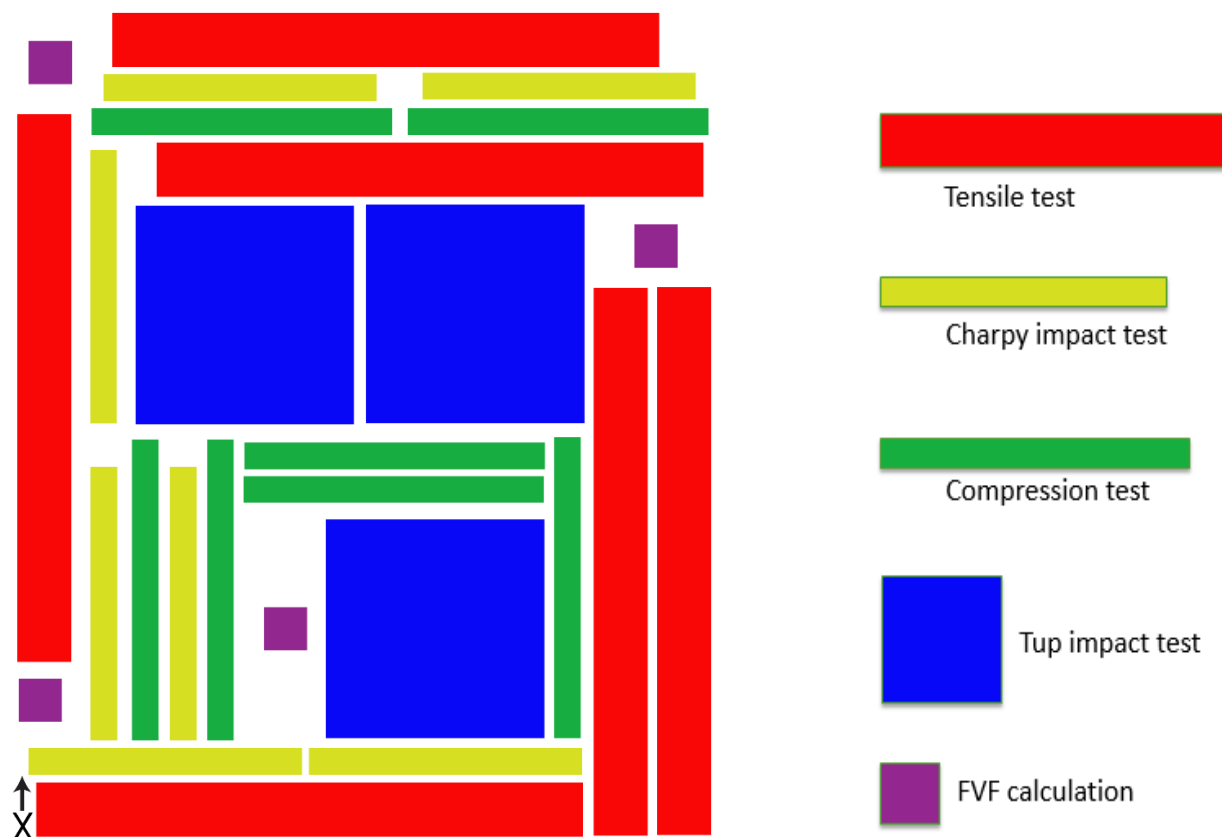 Tensile test
Charpy impact test
Compression test
Tup impact test
FVF calculation
X